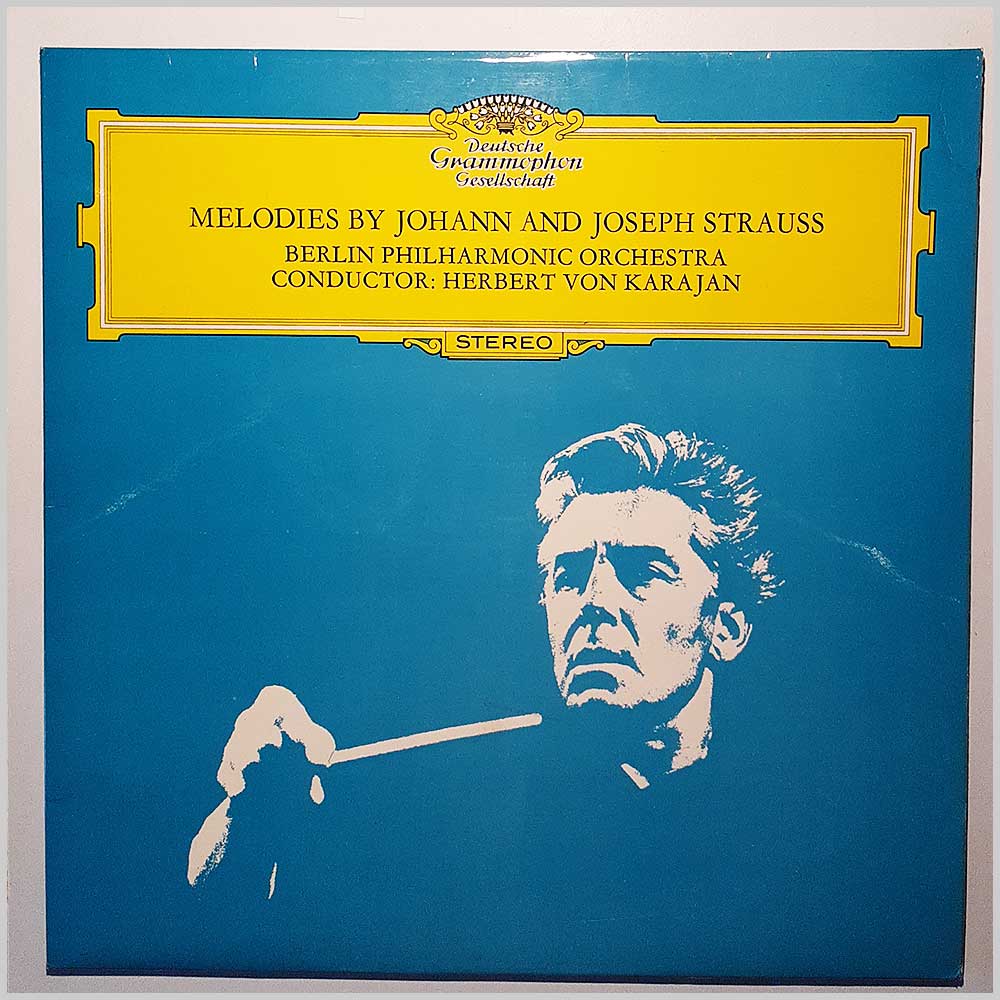 Deutsche
Grammophon
Gesellschaft
MELODIES BY JOHANN AND JOSEPH STRAUSS
BERLIN PHILHARMONIC ORCHESTRA
CONDUCTOR: HERBERT VON KARAJAN
STEREO